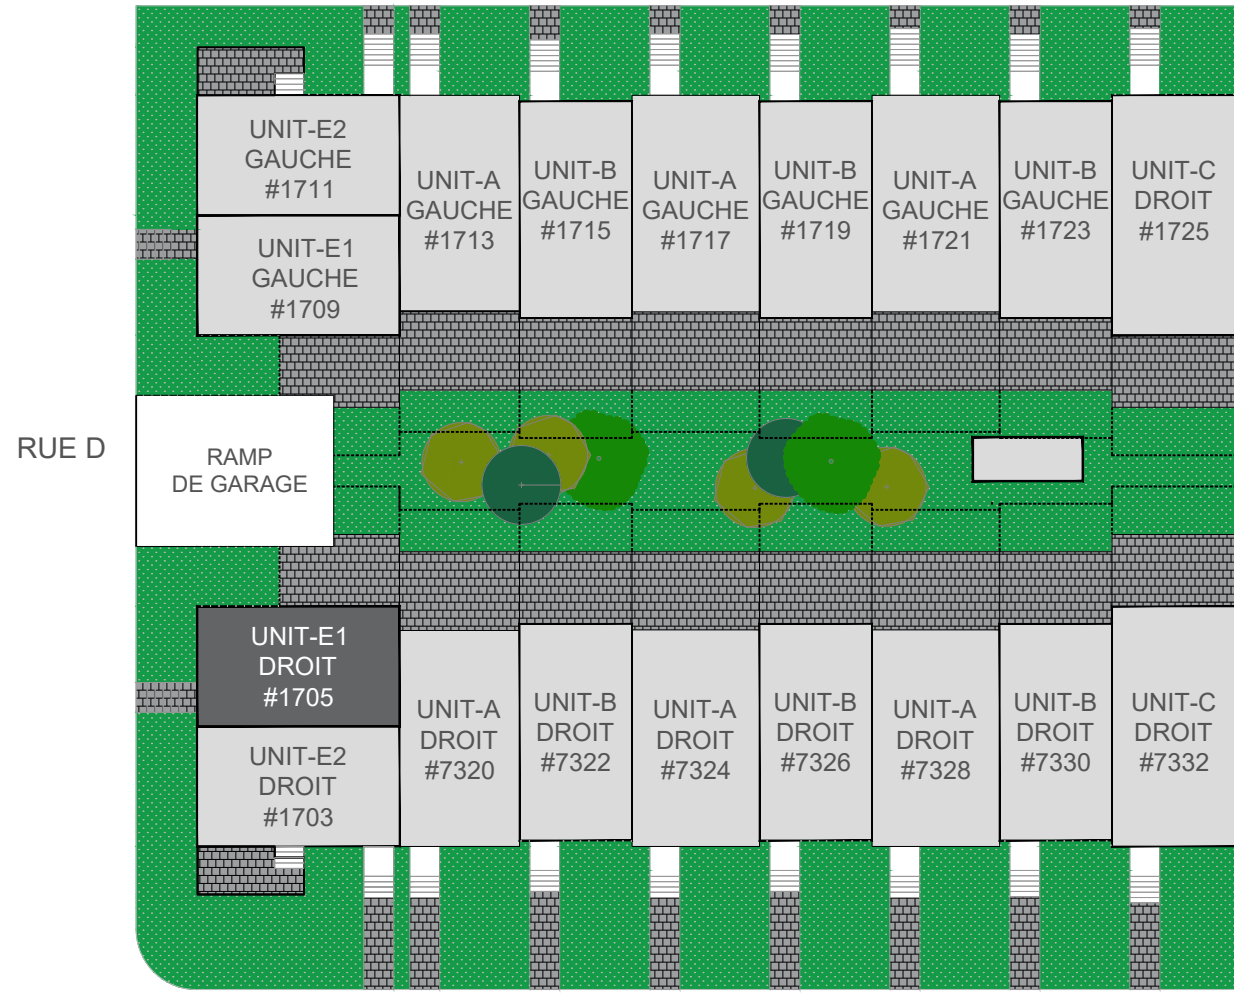 UNIT-E2
GAUCHE
#1711
UNIT-E1
GAUCHE
#1709
UNIT-A
GAUCHE
#1713
UNIT-B
GAUCHE
#1715
UNIT-A
GAUCHE
#1717
UNIT-B
GAUCHE
#1719
UNIT-A
GAUCHE
#1721
UNIT-B
GAUCHE
#1723
UNIT-C
DROIT
#1725
RUE D
RAMP
DE GARAGE
UNIT-E1
DROIT
#1705
UNIT-E2
DROIT
#1703
UNIT-A
DROIT
#7320
UNIT-B
DROIT
#7322
UNIT-A
DROIT
#7324
UNIT-B
DROIT
#7326
UNIT-A
DROIT
#7328
UNIT-B
DROIT
#7330
UNIT-C
DROIT
#7332